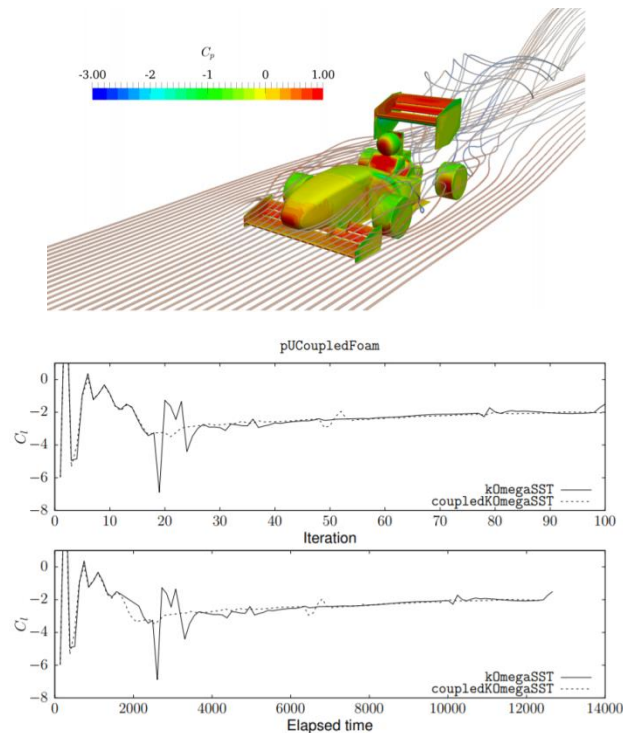 C_p
-3.00 -2 -1 0 1.00
pUCoupledFoam
0
−2
−4
−6
−8
C_l
kOmegaSST
coupledKOmegaSST
0 10 20 30 40 50 60 70 80 90 100
Iteration
0
−2
−4
−6
−8
C_l
kOmegaSST
coupledKOmegaSST
0 2000 4000 6000 8000 10000 12000 14000
Elapsed time